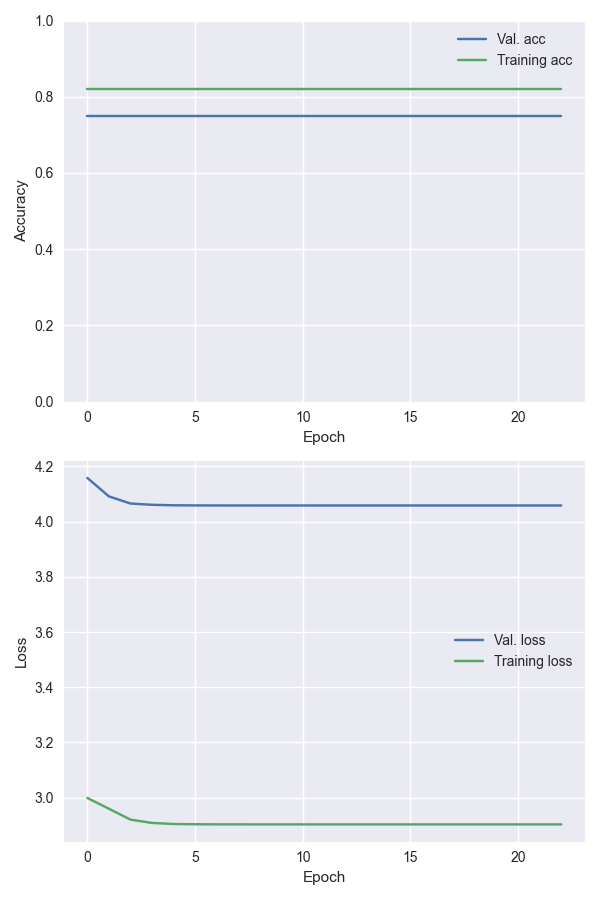 1.0
Val. acc
Training acc
0.8
0.6
Accuracy
0.4
0.2
0.0
0 5 10 15 20
Epoch
4.2
4.0
3.8
3.6
Val. loss
Loss
Training loss
3.4
3.2
3.0
0 5 10 15 20
Epoch